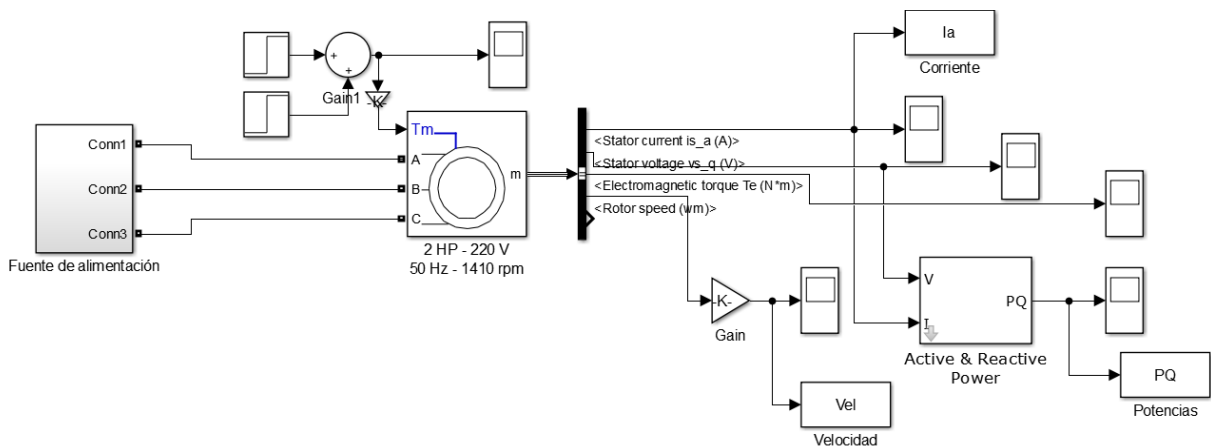 Ia
Corriente
+
+
Gain1
-K-
Conn1
Conn2
Conn3
Fuente de alimentación
Tm
A
B
C
m
2 HP - 220 V
50 Hz - 1410 rpm
<Stator current is_a (A)>
<Stator voltage vs_q (V)>
<Electromagnetic torque Te (N*m)>
<Rotor speed (wm)>
-K-
Gain
V
I
PQ
Active & Reactive
Power
Vel
Velocidad
PQ
Potencias